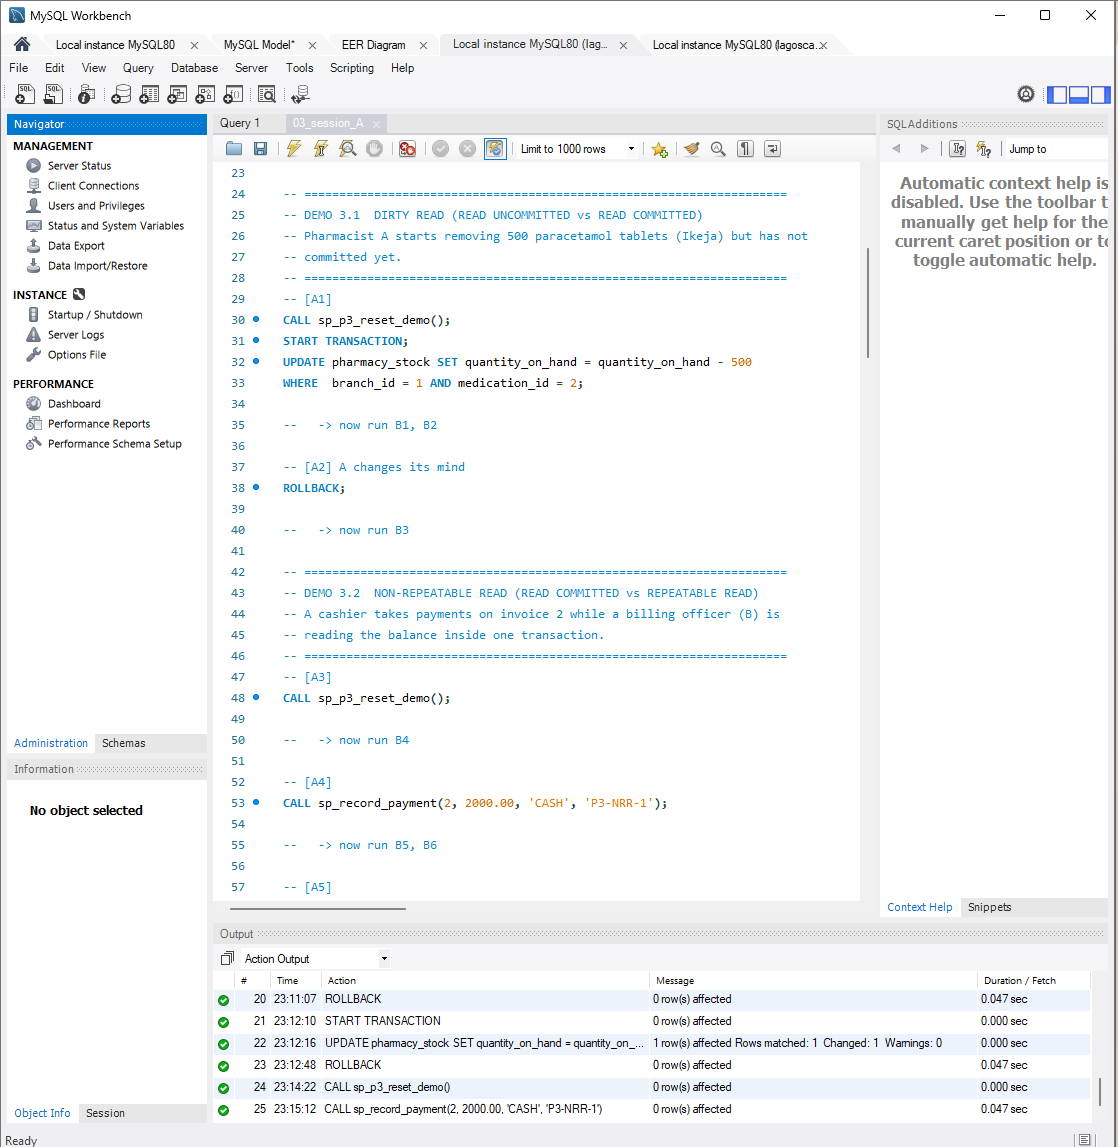 MySQL Workbench
Local instance MySQL80
MySQL Model*
EER Diagram
Local instance MySQL80 (lag...
Local instance MySQL80 (lagosca...
File Edit View Query Database Server Tools Scripting Help
Navigator
MANAGEMENT
Server Status
Client Connections
Users and Privileges
Status and System Variables
Data Export
Data Import/Restore
INSTANCE
Startup / Shutdown
Server Logs
Options File
PERFORMANCE
Dashboard
Performance Reports
Performance Schema Setup
Administration Schemas
Information
No object selected
Object Info Session
Query 1 03_session_A
Limit to 1000 rows
23
24 -- =====================================================================
25 -- DEMO 3.1  DIRTY READ (READ UNCOMMITTED vs READ COMMITTED)
26 -- Pharmacist A starts removing 500 paracetamol tablets (Ikeja) but has not
27 -- committed yet.
28 -- =====================================================================
29 -- [A1]
30 CALL sp_p3_reset_demo();
31 START TRANSACTION;
32 UPDATE pharmacy_stock SET quantity_on_hand = quantity_on_hand - 500
33 WHERE  branch_id = 1 AND medication_id = 2;
34
35 --   -> now run B1, B2
36
37 -- [A2] A changes its mind
38 ROLLBACK;
39
40 --   -> now run B3
41
42 -- =====================================================================
43 -- DEMO 3.2  NON-REPEATABLE READ (READ COMMITTED vs REPEATABLE READ)
44 -- A cashier takes payments on invoice 2 while a billing officer (B) is
45 -- reading the balance inside one transaction.
46 -- =====================================================================
47 -- [A3]
48 CALL sp_p3_reset_demo();
49
50 --   -> now run B4
51
52 -- [A4]
53 CALL sp_record_payment(2, 2000.00, 'CASH', 'P3-NRR-1');
54
55 --   -> now run B5, B6
56
57 -- [A5]
SQLAdditions
Jump to
Automatic context help is
disabled. Use the toolbar t
manually get help for the
current caret position or to
toggle automatic help.
Context Help Snippets
Output
Action Output
# Time Action Message Duration / Fetch
20 23:11:07 ROLLBACK 0 row(s) affected 0.047 sec
21 23:12:10 START TRANSACTION 0 row(s) affected 0.000 sec
22 23:12:16 UPDATE pharmacy_stock SET quantity_on_hand = quantity_on_... 1 row(s) affected Rows matched: 1  Changed: 1  Warnings: 0 0.000 sec
23 23:12:48 ROLLBACK 0 row(s) affected 0.047 sec
24 23:14:22 CALL sp_p3_reset_demo() 0 row(s) affected 0.000 sec
25 23:15:12 CALL sp_record_payment(2, 2000.00, 'CASH', 'P3-NRR-1') 0 row(s) affected 0.047 sec
Ready